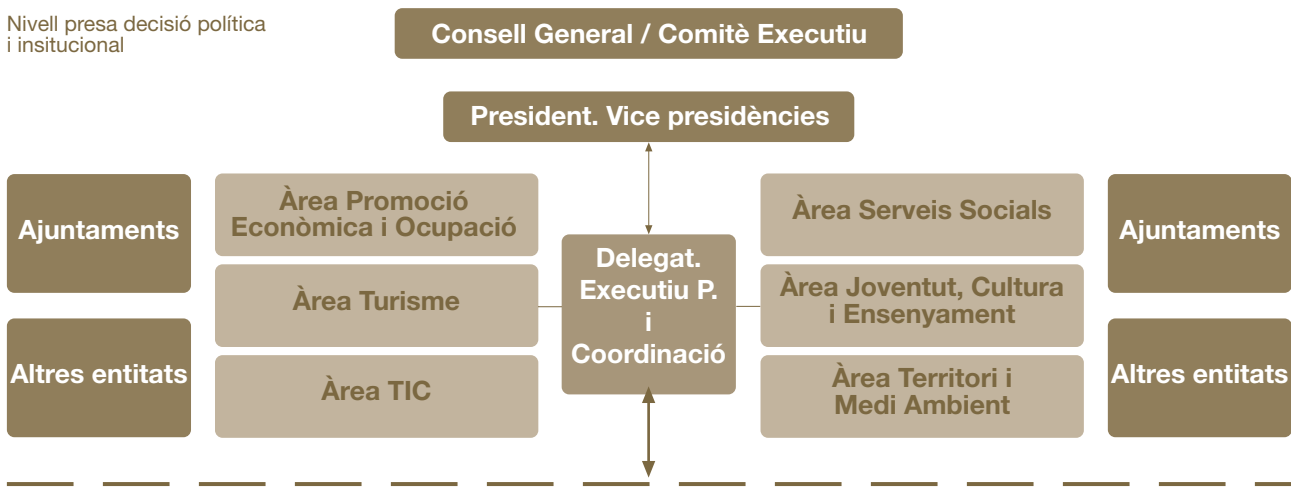 Nivell presa decisió política
i insitucional
Consell General / Comitè Executiu
President. Vice presidències
Ajuntaments
Altres entitats
Àrea Promoció
Econòmica i Ocupació
Àrea Turisme
Àrea TIC
Delegat.
Executiu P.
i
Coordinació
Àrea Serveis Socials
Àrea Joventut, Cultura
i Ensenyament
Àrea Territori i
Medi Ambient
Ajuntaments
Altres entitats